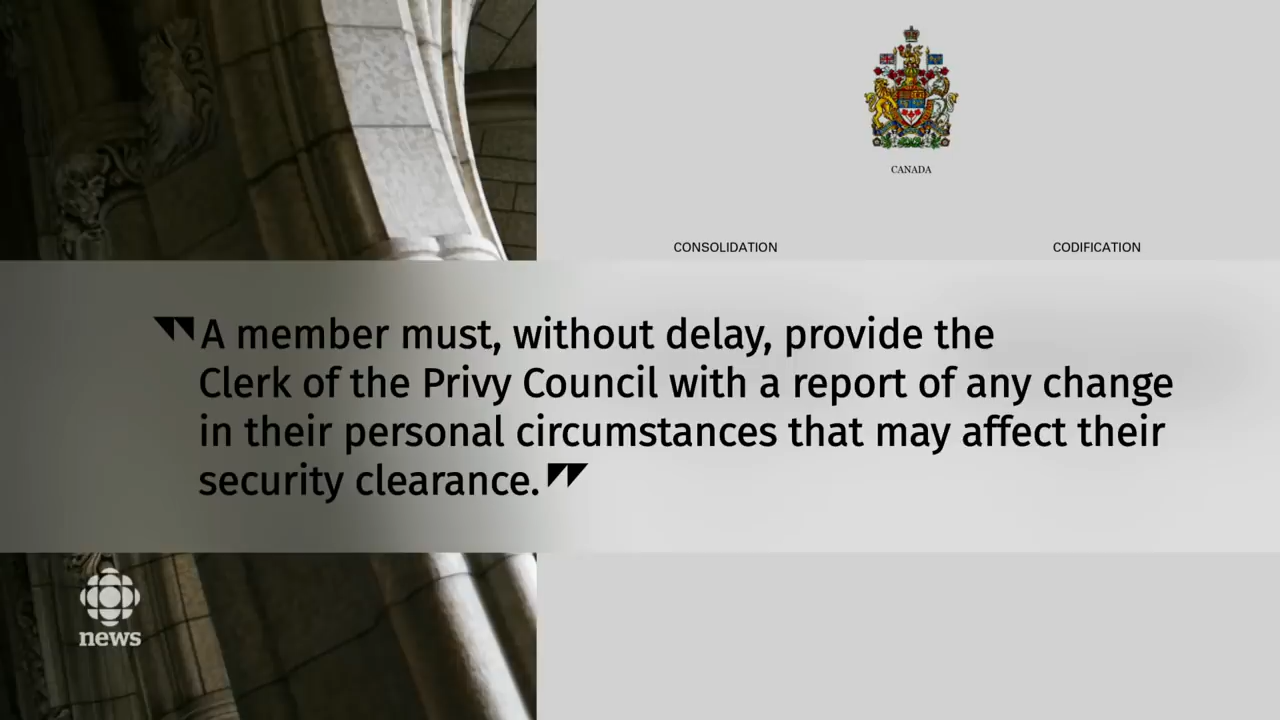 CANADA
CONSOLIDATION
CODIFICATION
"A member must, without delay, provide the
Clerk of the Privy Council with a report of any change
in their personal circumstances that may affect their
security clearance."
news